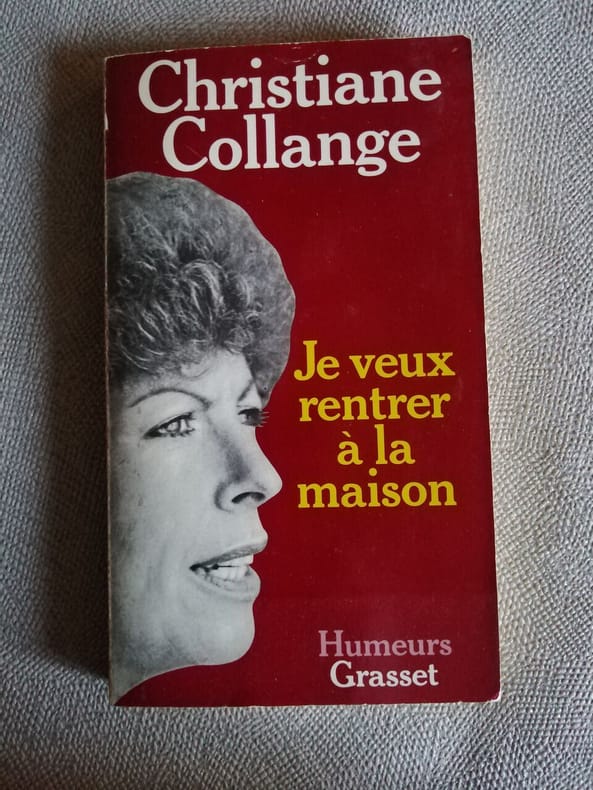 Christiane
Collange
Je veux
rentrer
à la
maison
Humeurs
Grasset